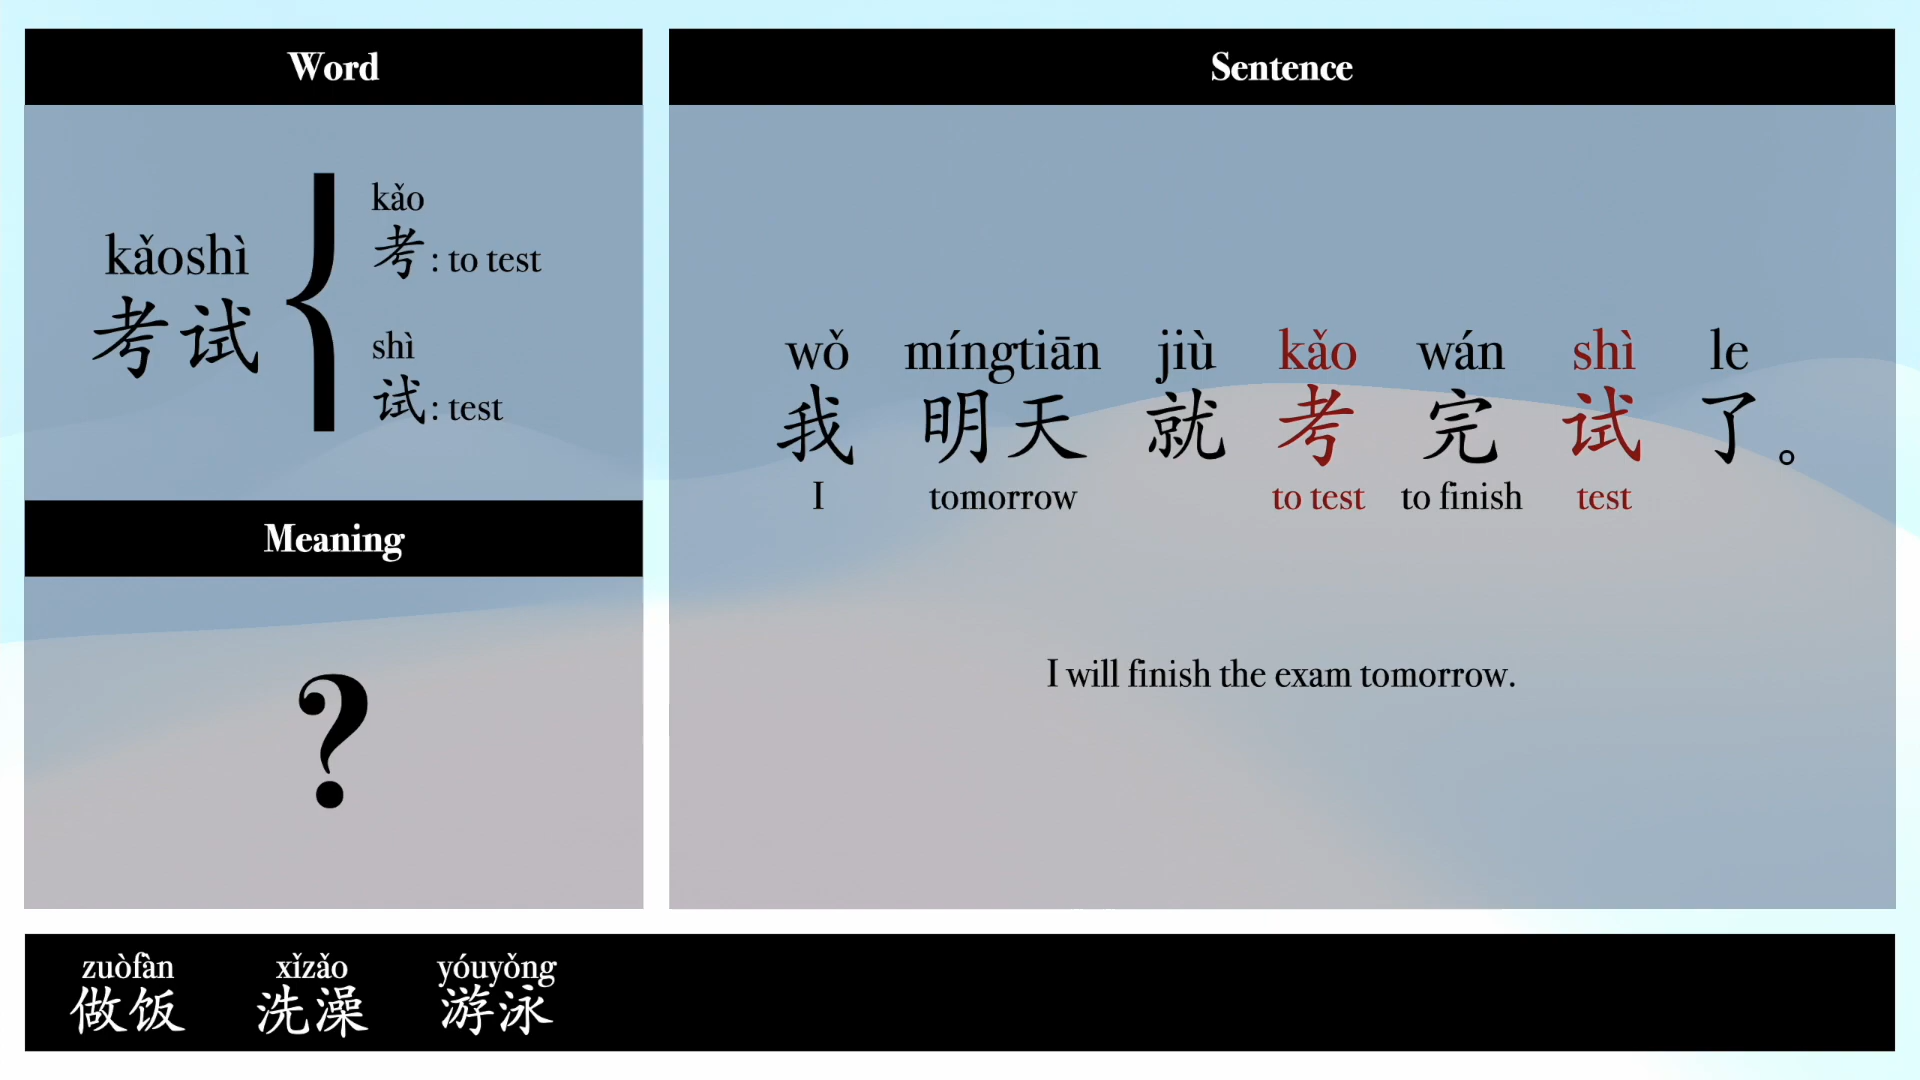 Word
kǎoshì
考试
kǎo
考: to test
shì
试: test
Meaning
?
Sentence
wǒ míngtiān jiù kǎo wán shì le
我 明天 就 考 完 试 了。
I tomorrow to test to finish test
I will finish the exam tomorrow.
zuòfàn xǐzǎo yóuyǒng
做饭 洗澡 游泳